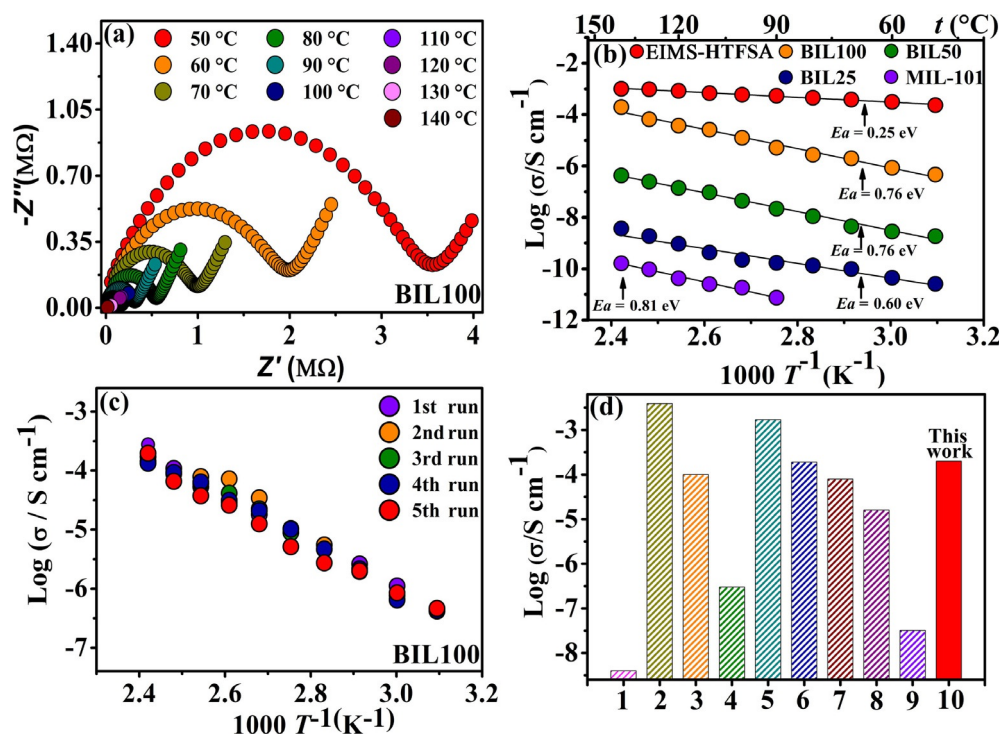 (a)
50 °C 80 °C 110 °C
60 °C 90 °C 120 °C
70 °C 100 °C 130 °C
140 °C
1.40
1.05
0.70
0.35
0.00
-Z''(MΩ)
BIL100
0 1 2 3 4
Z' (MΩ)
150 120 90 60 t (°C)
(b)
EIMS-HTFSA BIL100 BIL50
BIL25 MIL-101
-2
-4
-6
-8
-10
-12
Log (σ/S cm-1)
Ea = 0.25 eV
Ea = 0.76 eV
Ea = 0.76 eV
Ea = 0.81 eV
Ea = 0.60 eV
2.4 2.6 2.8 3.0 3.2
1000 T-1(K-1)
(c)
1st run
2nd run
3rd run
4th run
5th run
-3
-4
-5
-6
-7
Log (σ / S cm-1)
BIL100
2.4 2.6 2.8 3.0 3.2
1000 T-1(K-1)
(d)
This
work
-3
-4
-5
-6
-7
-8
Log (σ/S cm-1)
1 2 3 4 5 6 7 8 9 10